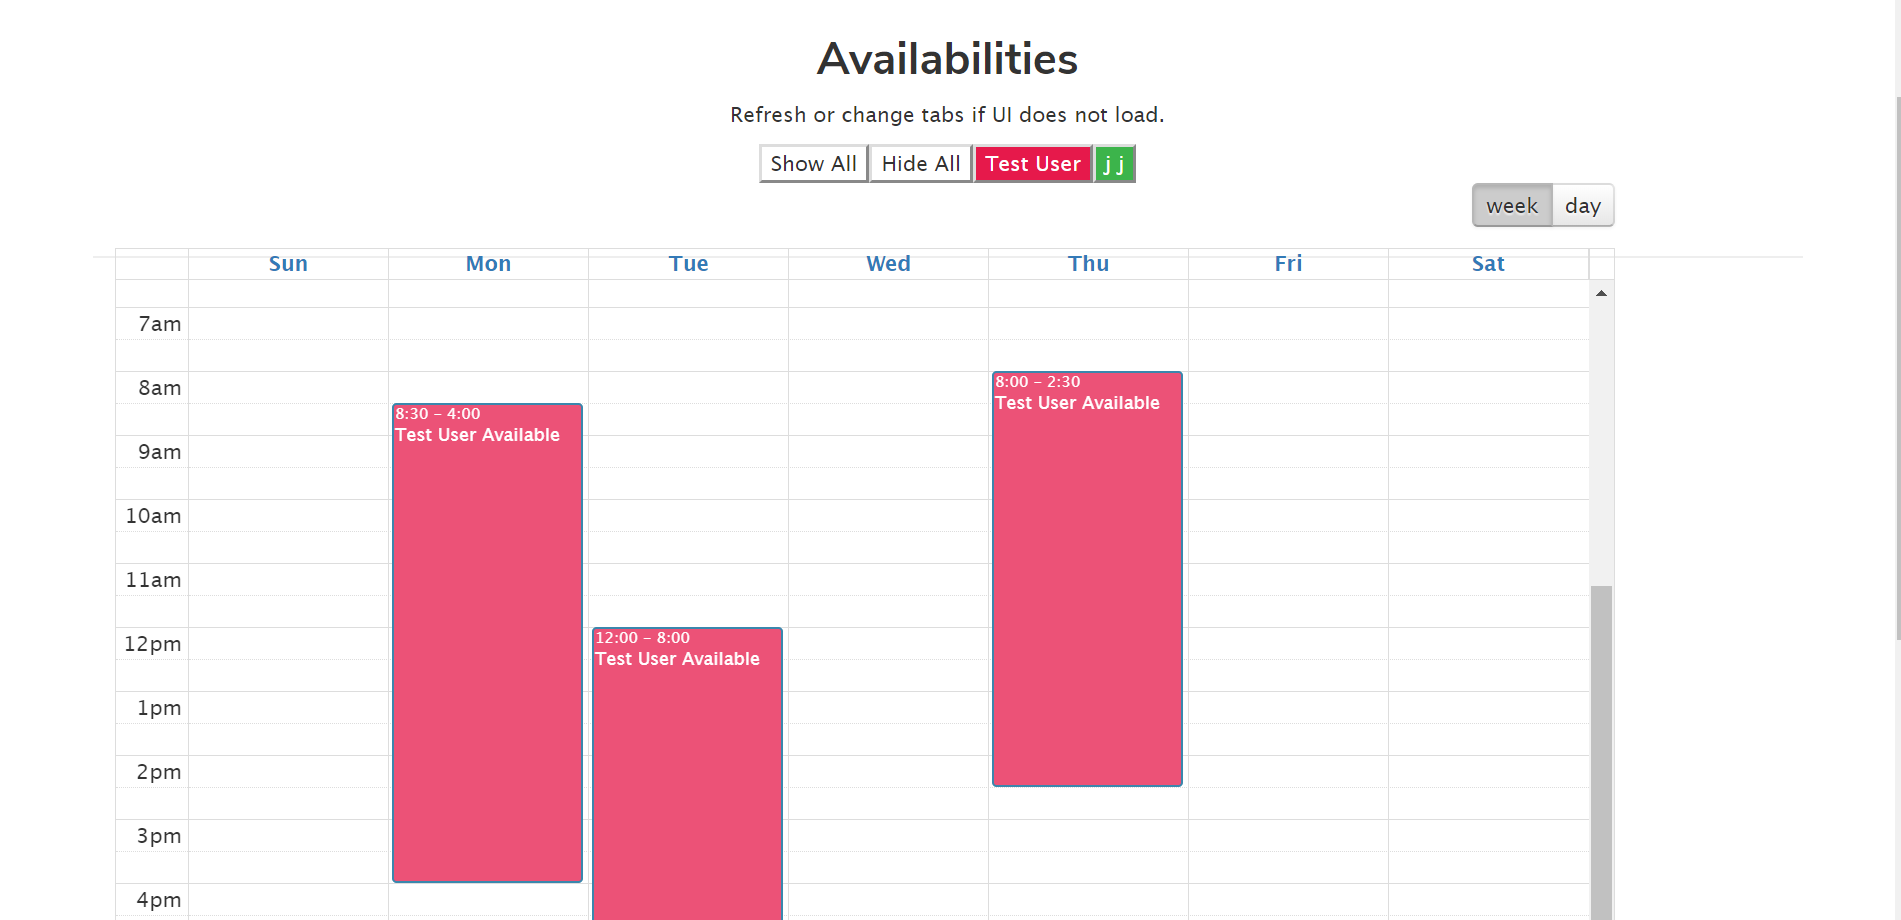 Availabilities
Refresh or change tabs if UI does not load.
Show All Hide All Test User j j
week day
Sun Mon Tue Wed Thu Fri Sat
7am
8am
8:00 – 2:30
Test User Available
8:30 – 4:00
Test User Available
9am
10am
11am
12pm
12:00 – 8:00
Test User Available
1pm
2pm
3pm
4pm